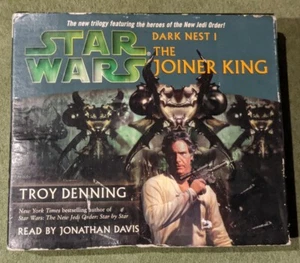 The new trilogy featuring the heroes of the New Jedi Order!
STAR
WARS
DARK NEST I
THE
JOINER KING
TROY DENNING
New York Times bestselling author of
Star Wars: The New Jedi Order: Star by Star
READ BY JONATHAN DAVIS